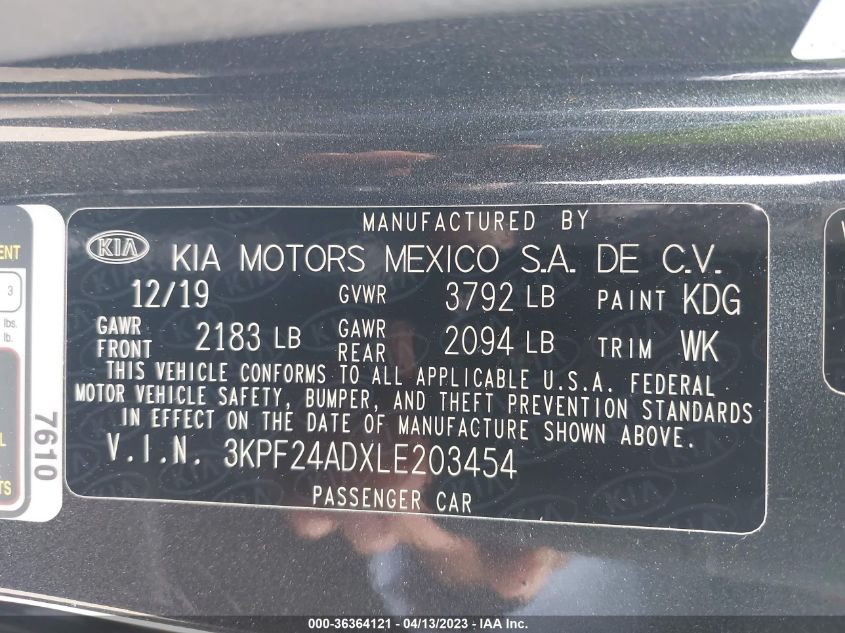 MANUFACTURED BY
KIA KIA MOTORS MEXICO S.A. DE C.V.
12/19 GVWR 3792 LB PAINT KDG
GAWR FRONT 2183 LB GAWR REAR 2094 LB TRIM WK
THIS VEHICLE CONFORMS TO ALL APPLICABLE U.S.A. FEDERAL
MOTOR VEHICLE SAFETY, BUMPER, AND THEFT PREVENTION STANDARDS
IN EFFECT ON THE DATE OF MANUFACTURE SHOWN ABOVE.
V.I.N. 3KPF24ADXLE203454
PASSENGER CAR
3
lbs.
lb.
7610
000-36364121 - 04/13/2023 - IAA Inc.